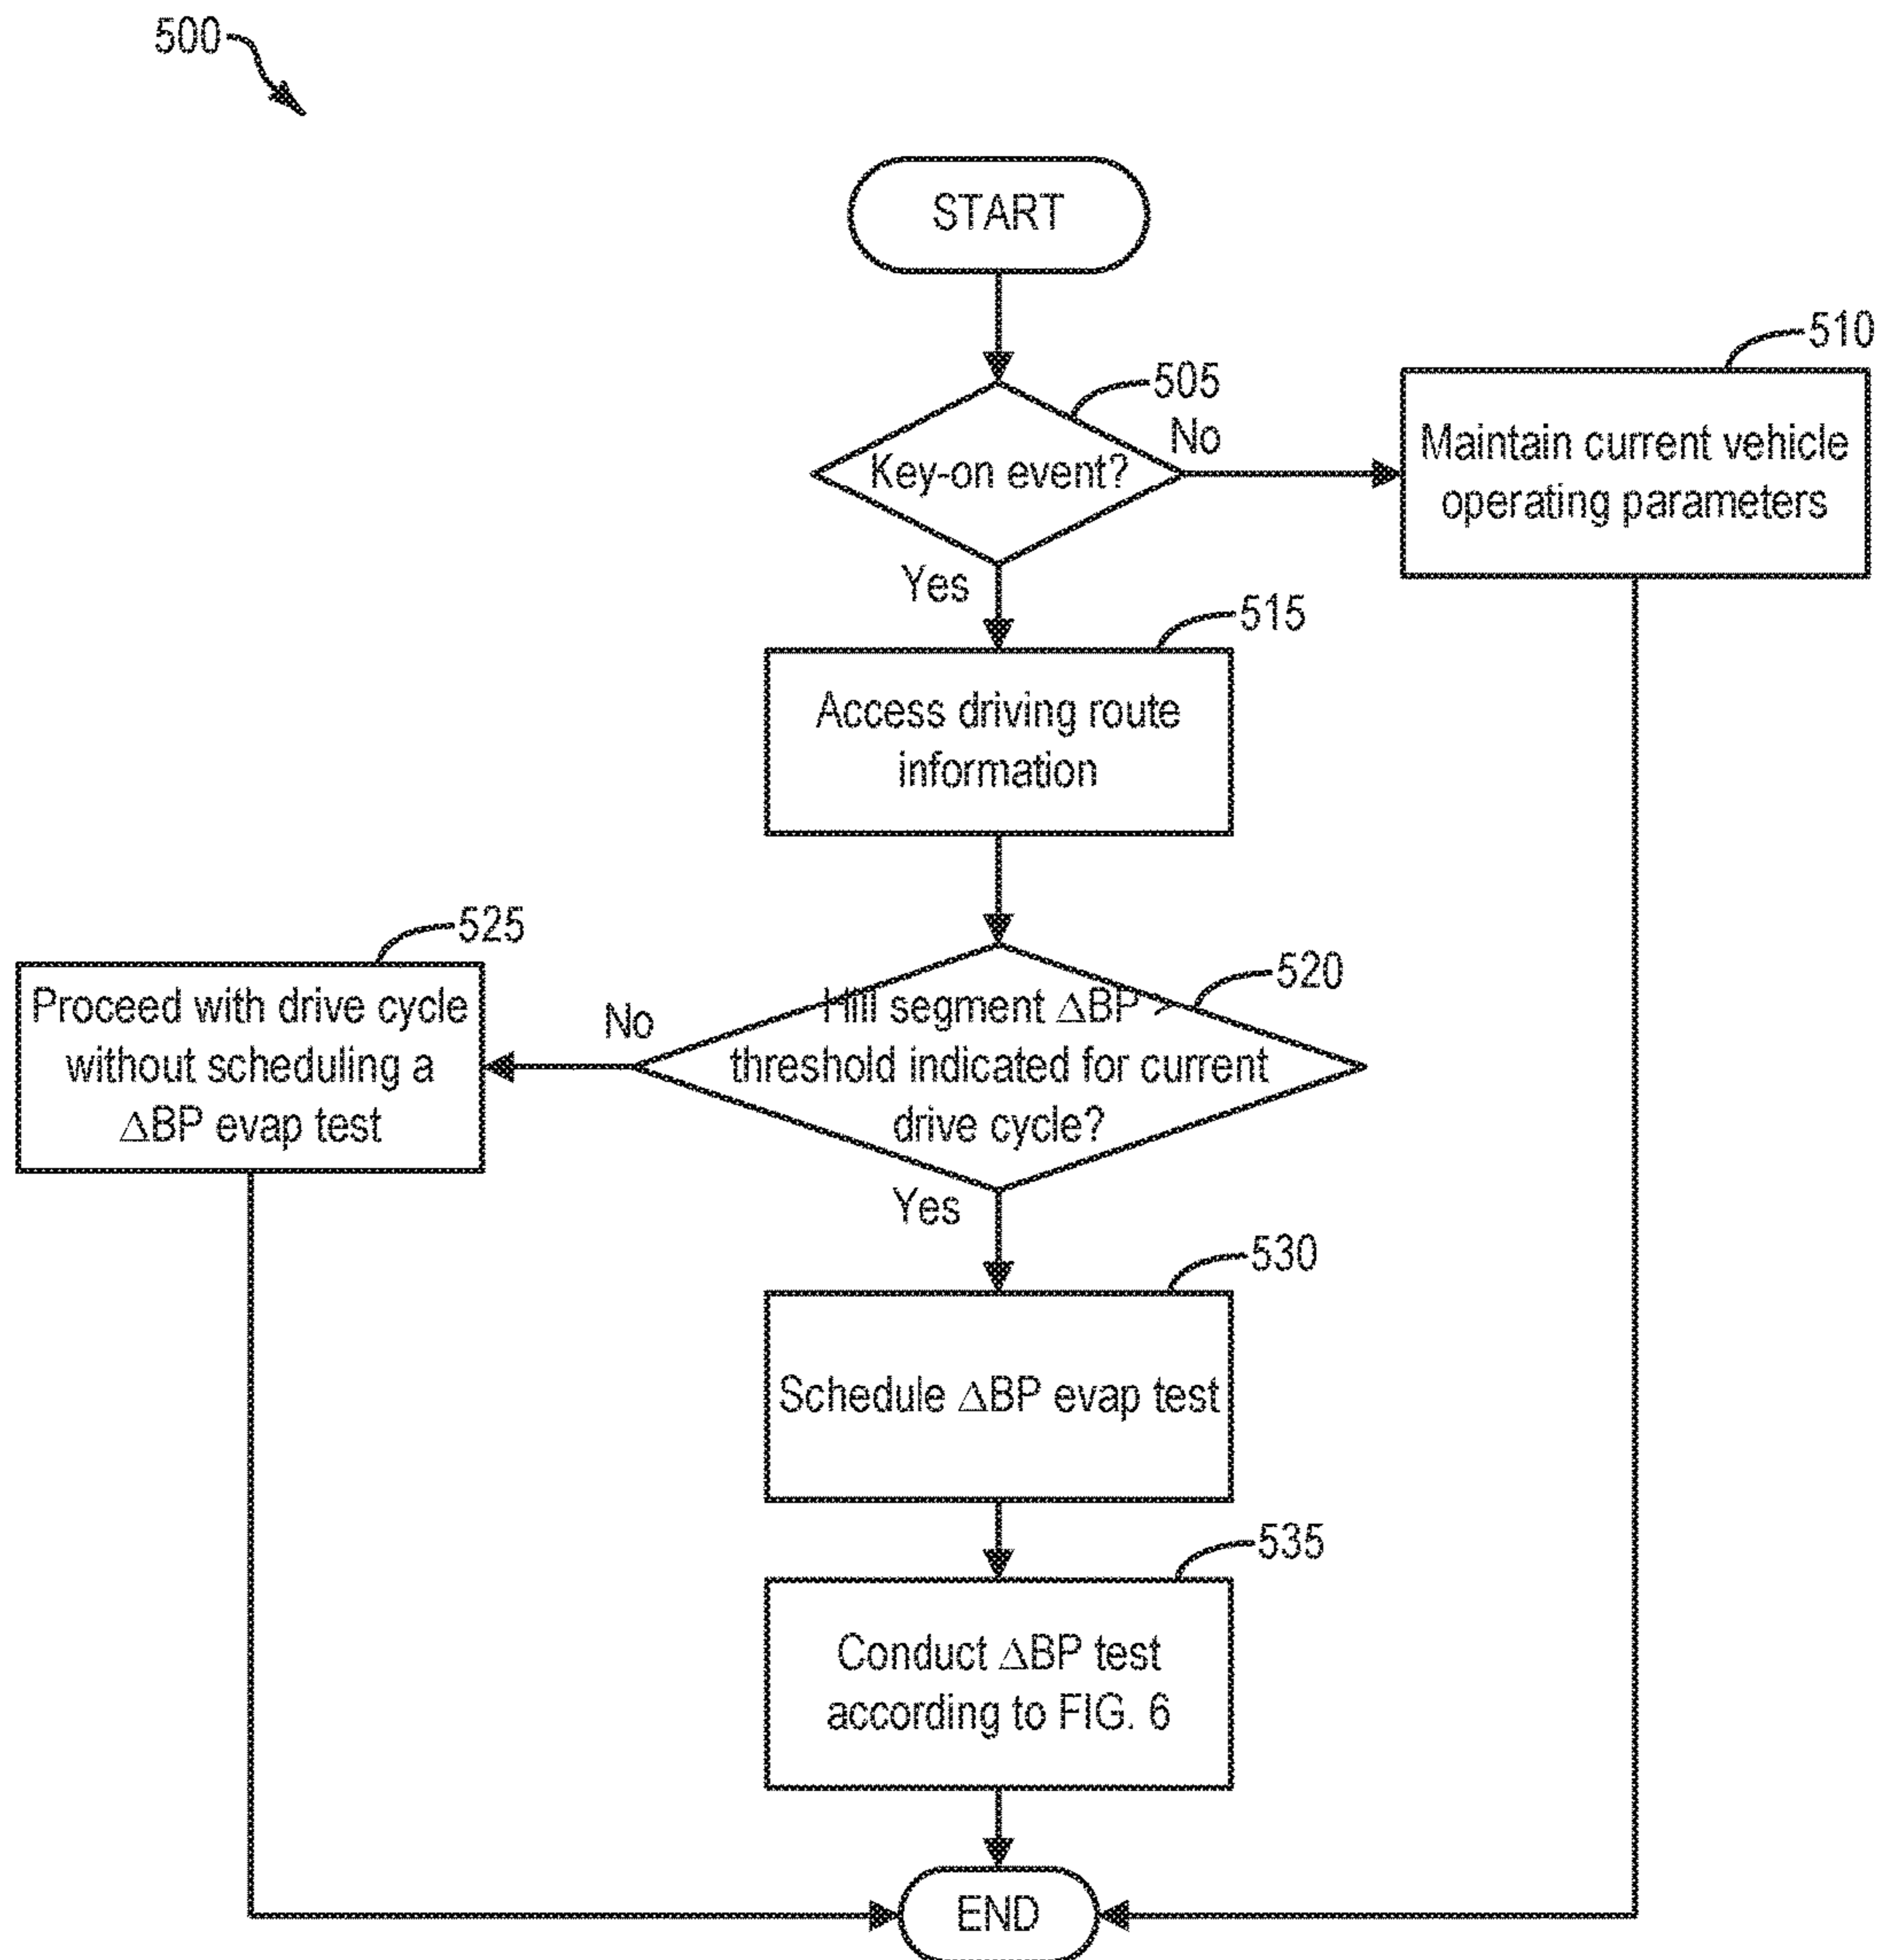 500
START
505
510
No
Key-on event?
Maintain current vehicle
operating parameters
Yes
515
Access driving route
information
525
520
Proceed with drive cycle
without scheduling a
ΔBP evap test
No
Hill segment ΔBP >
threshold indicated for current
drive cycle?
Yes
530
Schedule ΔBP evap test
535
Conduct ΔBP test
according to FIG. 6
END